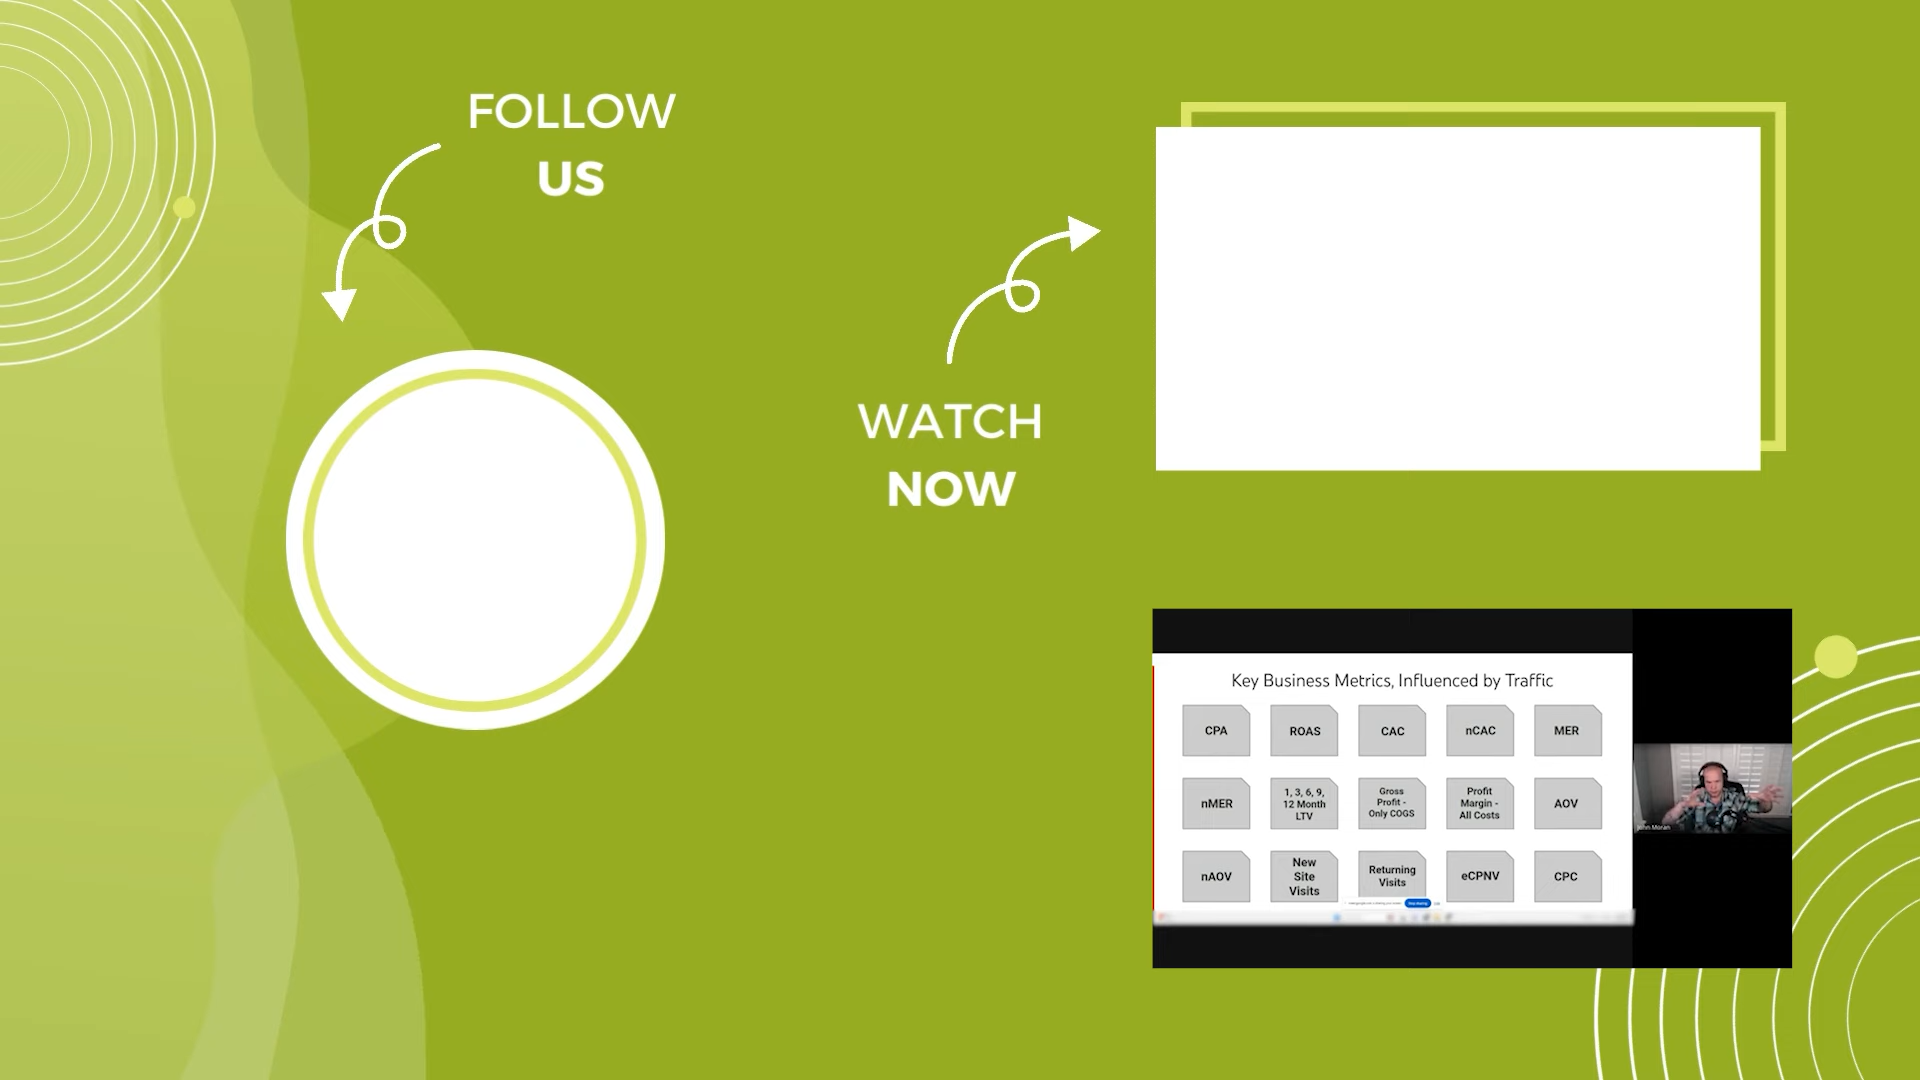 FOLLOW
US
WATCH
NOW
Key Business Metrics, Influenced by Traffic
CPA
ROAS
CAC
nCAC
MER
nMER
1, 3, 6, 9,
12 Month
LTV
Gross
Profit -
Only COGS
Profit
Margin -
All Costs
AOV
nAOV
New
Site
Visits
Returning
Visits
eCPNV
CPC
John Moran